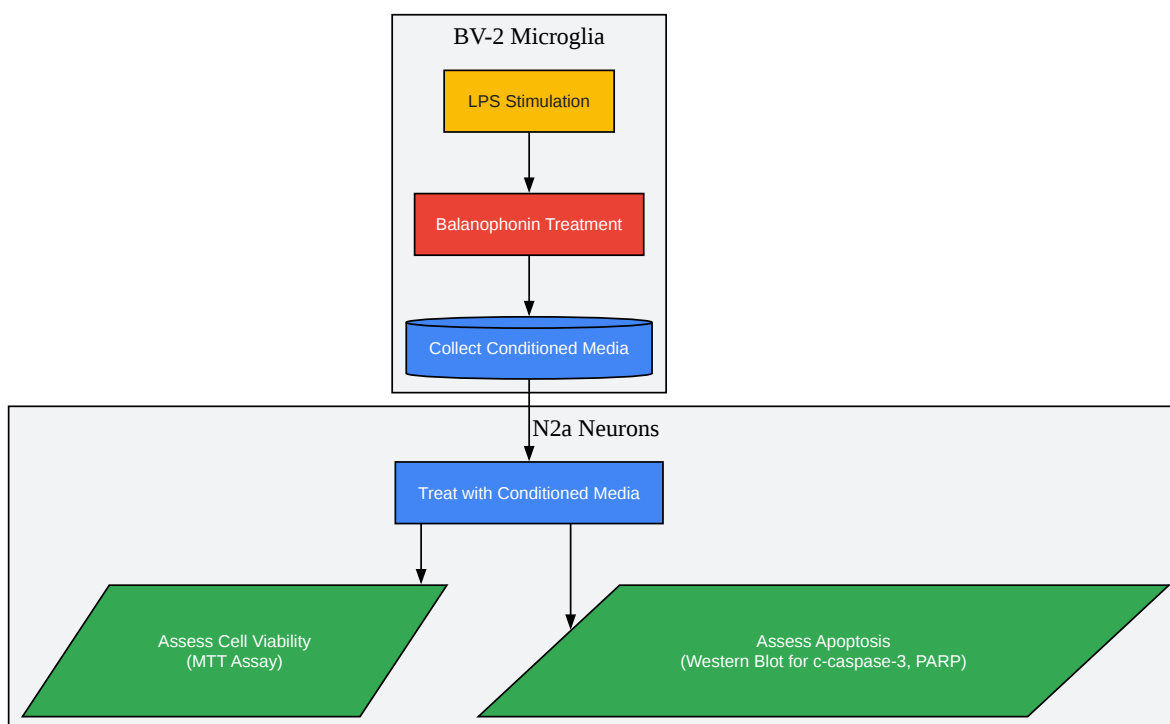 BV-2 Microglia
LPS Stimulation
Balanophonin Treatment
Collect Conditioned Media
N2a Neurons
Treat with Conditioned Media
Assess Cell Viability
(MTT Assay)
Assess Apoptosis
(Western Blot for c-caspase-3, PARP)